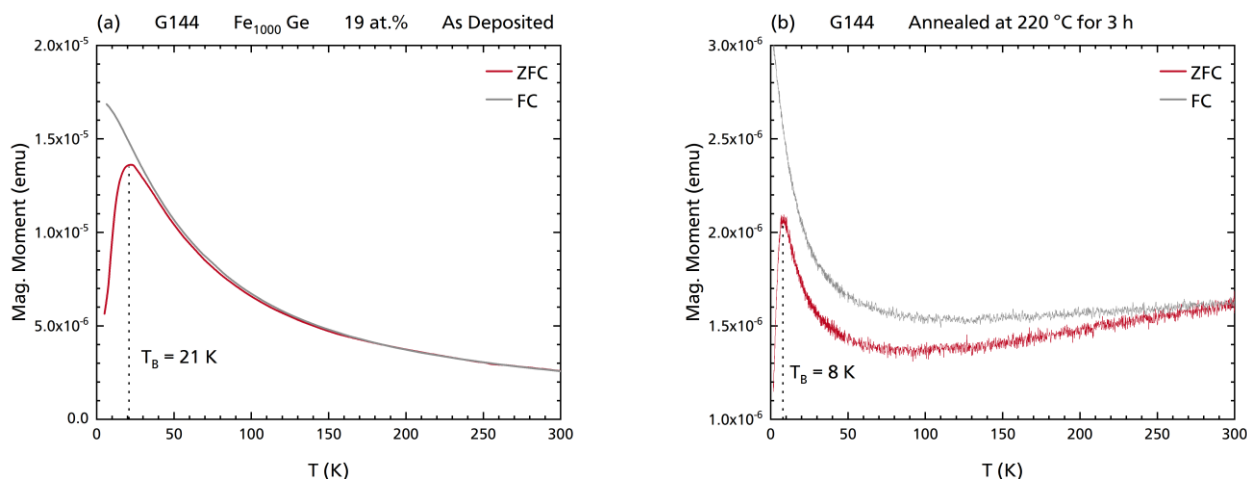 (a) G144 Fe1000 Ge 19 at.% As Deposited
2.0x10-5
1.5x10-5
1.0x10-5
5.0x10-6
0.0
Mag. Moment (emu)
ZFC
FC
TB = 21 K
0 50 100 150 200 250 300
T (K)
(b) G144 Annealed at 220 °C for 3 h
3.0x10-6
2.5x10-6
2.0x10-6
1.5x10-6
1.0x10-6
Mag. Moment (emu)
ZFC
FC
TB = 8 K
0 50 100 150 200 250 300
T (K)